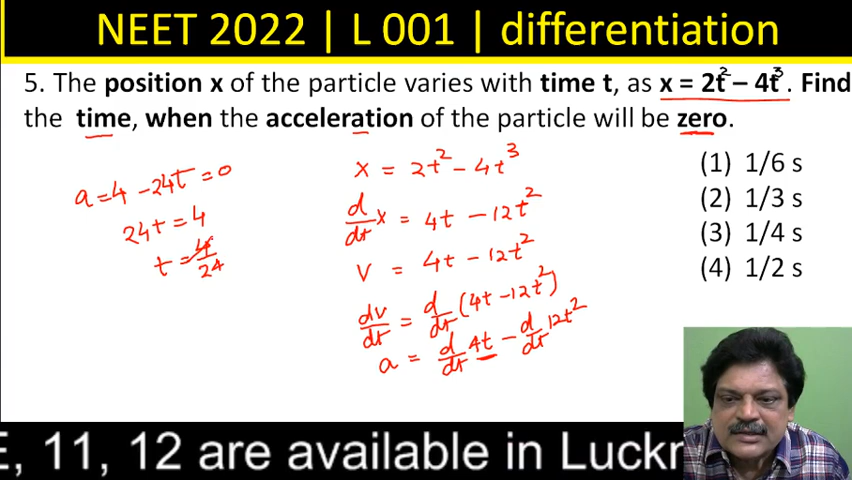 NEET 2022 | L 001 | differentiation
5. The position x of the particle varies with time t, as x = 2t² – 4t³. Find
the time, when the acceleration of the particle will be zero.
(1) 1/6 s
(2) 1/3 s
(3) 1/4 s
(4) 1/2 s
a = 4 - 24t = 0
24t = 4
t = 4/24
x = 2t² - 4t³
d/dt x = 4t - 12t²
v = 4t - 12t²
dv/dt = d/dt (4t - 12t²)
a = d/dt 4t - d/dt 12t²
E, 11, 12 are available in Luckn